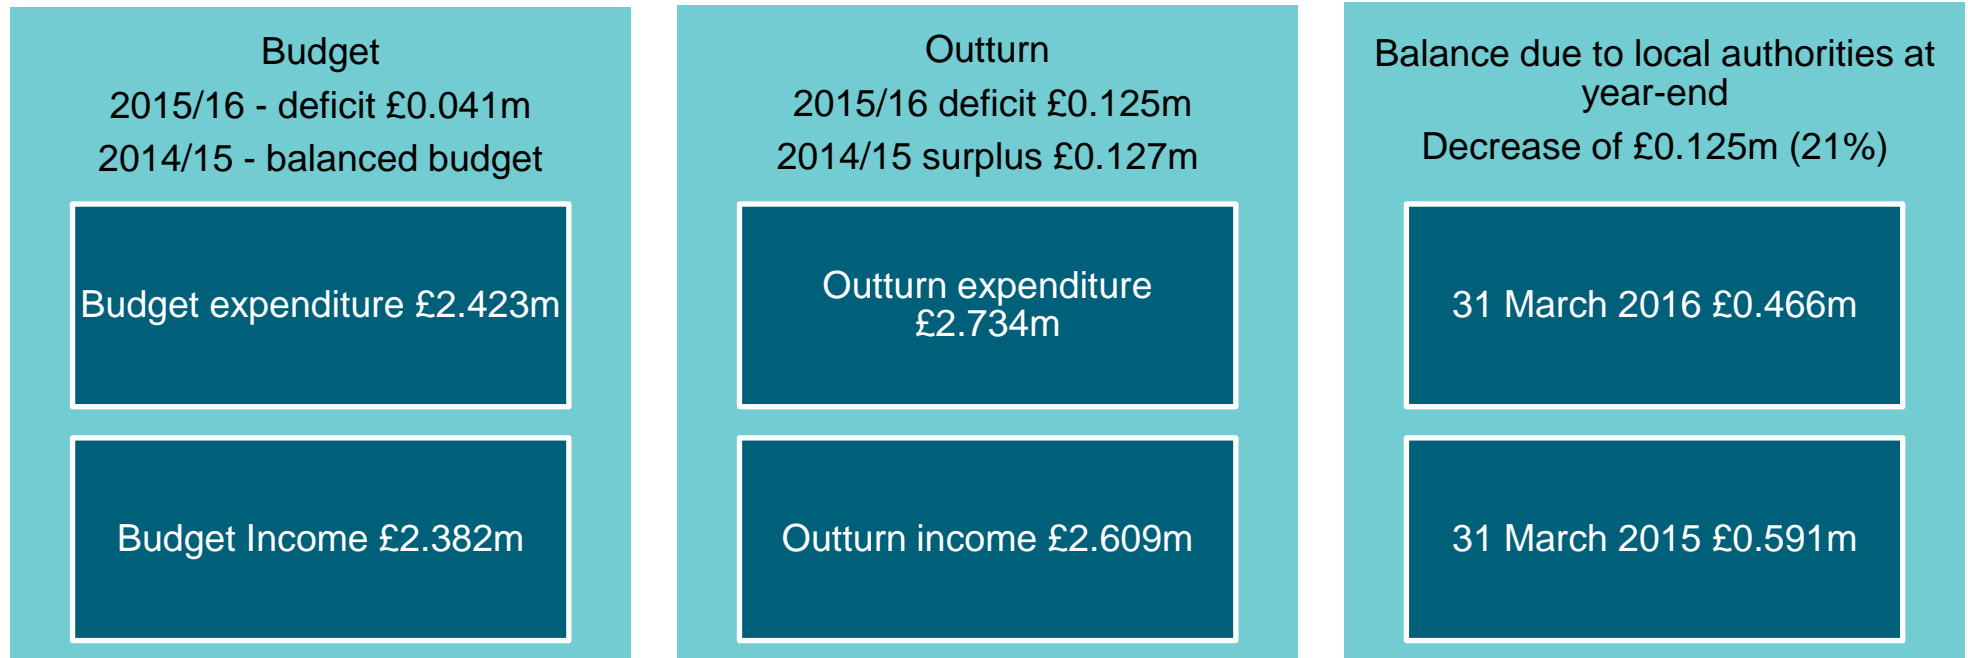 Budget
2015/16 - deficit £0.041m
2014/15 - balanced budget
Budget expenditure £2.423m
Budget Income £2.382m
Outturn
2015/16 deficit £0.125m
2014/15 surplus £0.127m
Outturn expenditure
£2.734m
Outturn income £2.609m
Balance due to local authorities at
year-end
Decrease of £0.125m (21%)
31 March 2016 £0.466m
31 March 2015 £0.591m